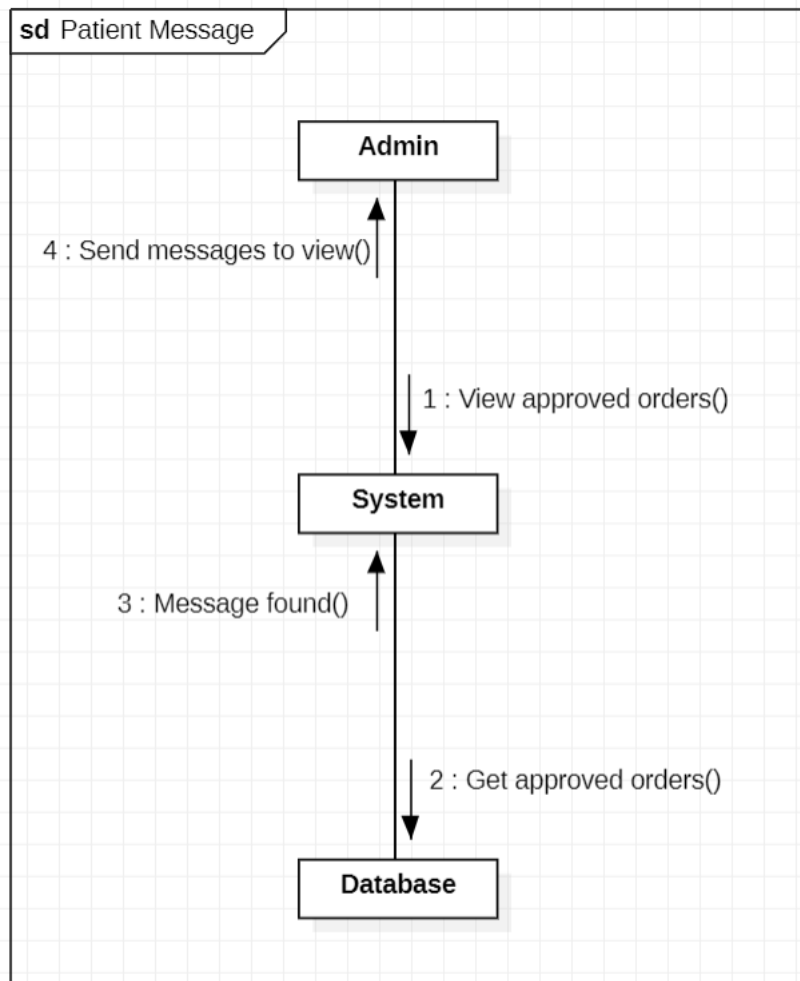 sd Patient Message
Admin
4 : Send messages to view()
1 : View approved orders()
System
3 : Message found()
2 : Get approved orders()
Database